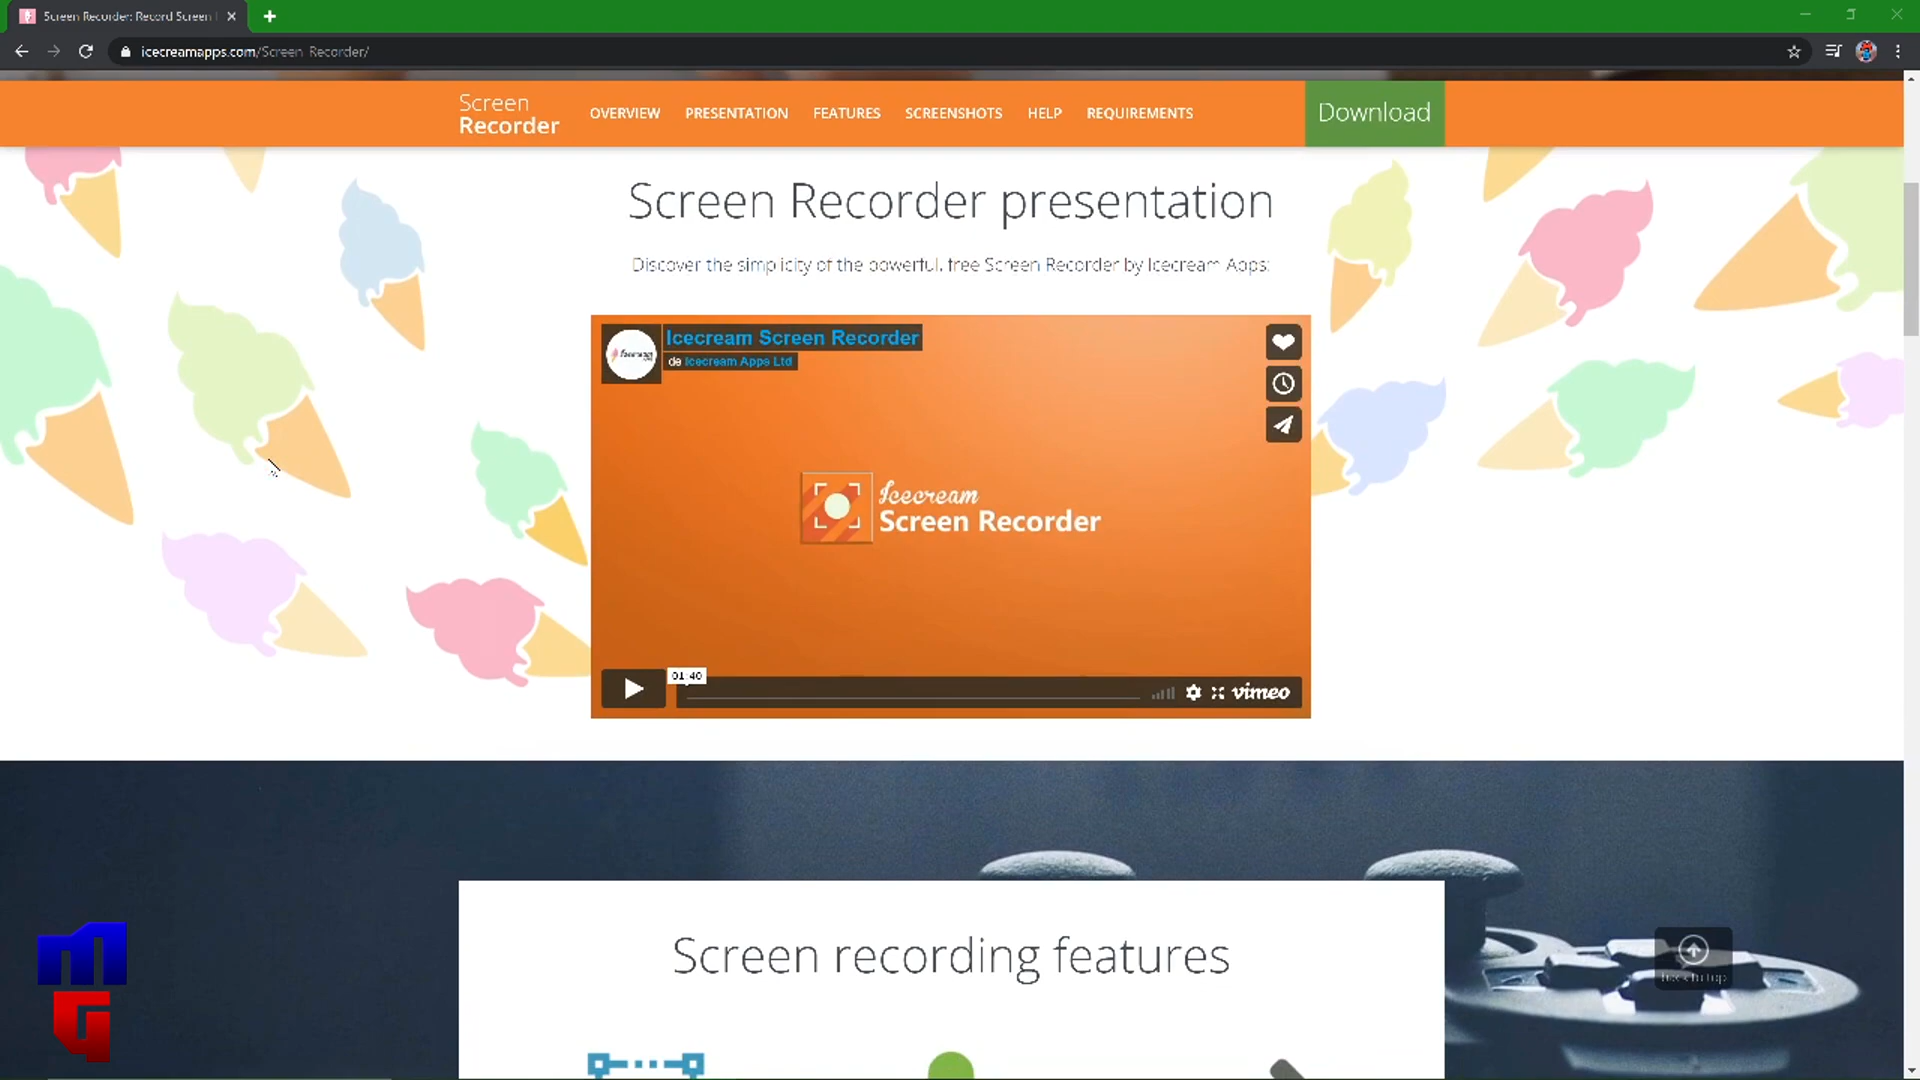 Screen Recorder: Record Screen
icecreamapps.com/Screen-Recorder/
Screen
Recorder
OVERVIEW PRESENTATION FEATURES SCREENSHOTS HELP REQUIREMENTS
Download
Screen Recorder presentation
Discover the simplicity of the powerful, free Screen Recorder by Icecream Apps:
Icecream Screen Recorder
de Icecream Apps Ltd
Icecream
Screen Recorder
01:40
vimeo
Screen recording features
MG